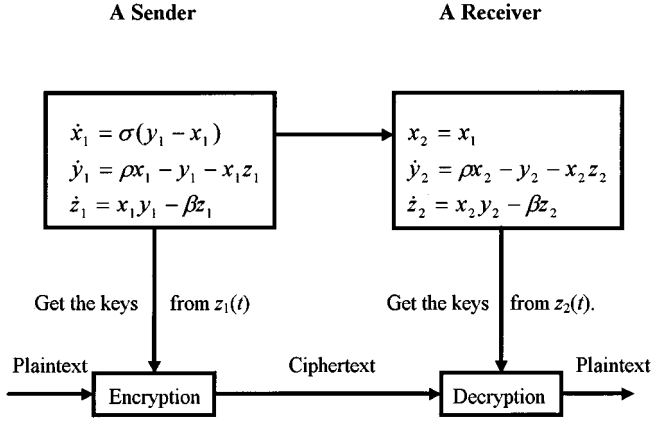 A Sender
A Receiver
ẋ₁ = σ(y₁ − x₁)
ẏ₁ = ρx₁ − y₁ − x₁z₁
ż₁ = x₁y₁ − βz₁
x₂ = x₁
ẏ₂ = ρx₂ − y₂ − x₂z₂
ż₂ = x₂y₂ − βz₂
Get the keys from z₁(t)
Get the keys from z₂(t).
Plaintext
Ciphertext
Plaintext
Encryption
Decryption